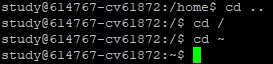 study@614767-cv61872:/home$ cd ..
study@614767-cv61872:/$ cd /
study@614767-cv61872:/$ cd ~
study@614767-cv61872:~$